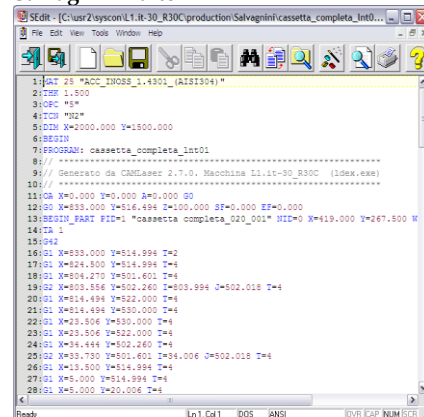 SEdit - [C:\usr2\syscon\L1.it-30_R30C\production\Salvagnini\cassetta_completa_lnt0...
File Edit View Tools Window Help
1:MAT 25 "ACC_INOSS_1.4301_(AISI304)"
2:THK 1.500
3:OPC "5"
4:TCN "N2"
5:DIM X=2000.000 Y=1500.000
6:BEGIN
7:PROGRAM: cassetta_completa_lnt01
8:// ************************************************************
9:// Generato da CAMLaser 2.7.0. Macchina L1.it-30_R30C (ldex.exe)
10:// ************************************************************
11:OA X=0.000 Y=0.000 A=0.000 G0
12:G0 X=853.000 Y=516.494 Z=100.000 SF=0.000 EF=0.000
13:BEGIN_PART PID=1 "cassetta completa_020_001" NID=0 X=419.000 Y=267.500 W
14:TA 1
15:G42
16:G1 X=833.000 Y=514.994 T=2
17:G1 X=824.500 Y=514.994 T=4
18:G1 X=804.270 Y=501.601 T=4
19:G2 X=803.556 Y=502.260 I=803.994 J=502.018 T=4
20:G1 X=814.494 Y=522.000 T=4
21:G1 X=814.494 Y=530.000 T=4
22:G1 X=23.506 Y=530.000 T=4
23:G1 X=23.506 Y=522.000 T=4
24:G1 X=34.444 Y=502.260 T=4
25:G2 X=33.730 Y=501.601 I=34.006 J=502.018 T=4
26:G1 X=13.500 Y=514.994 T=4
27:G1 X=5.000 Y=514.994 T=4
28:G1 X=5.000 Y=20.006 T=4
Ready Ln 1, Col 1 DOS ANSI OVR CAP NUM SCR